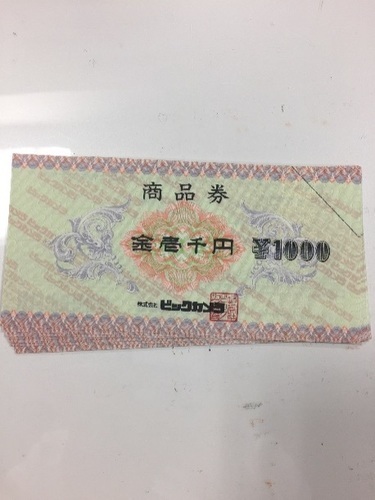 商品券
金壱千円
¥1000
株式会社 ビックカメラ